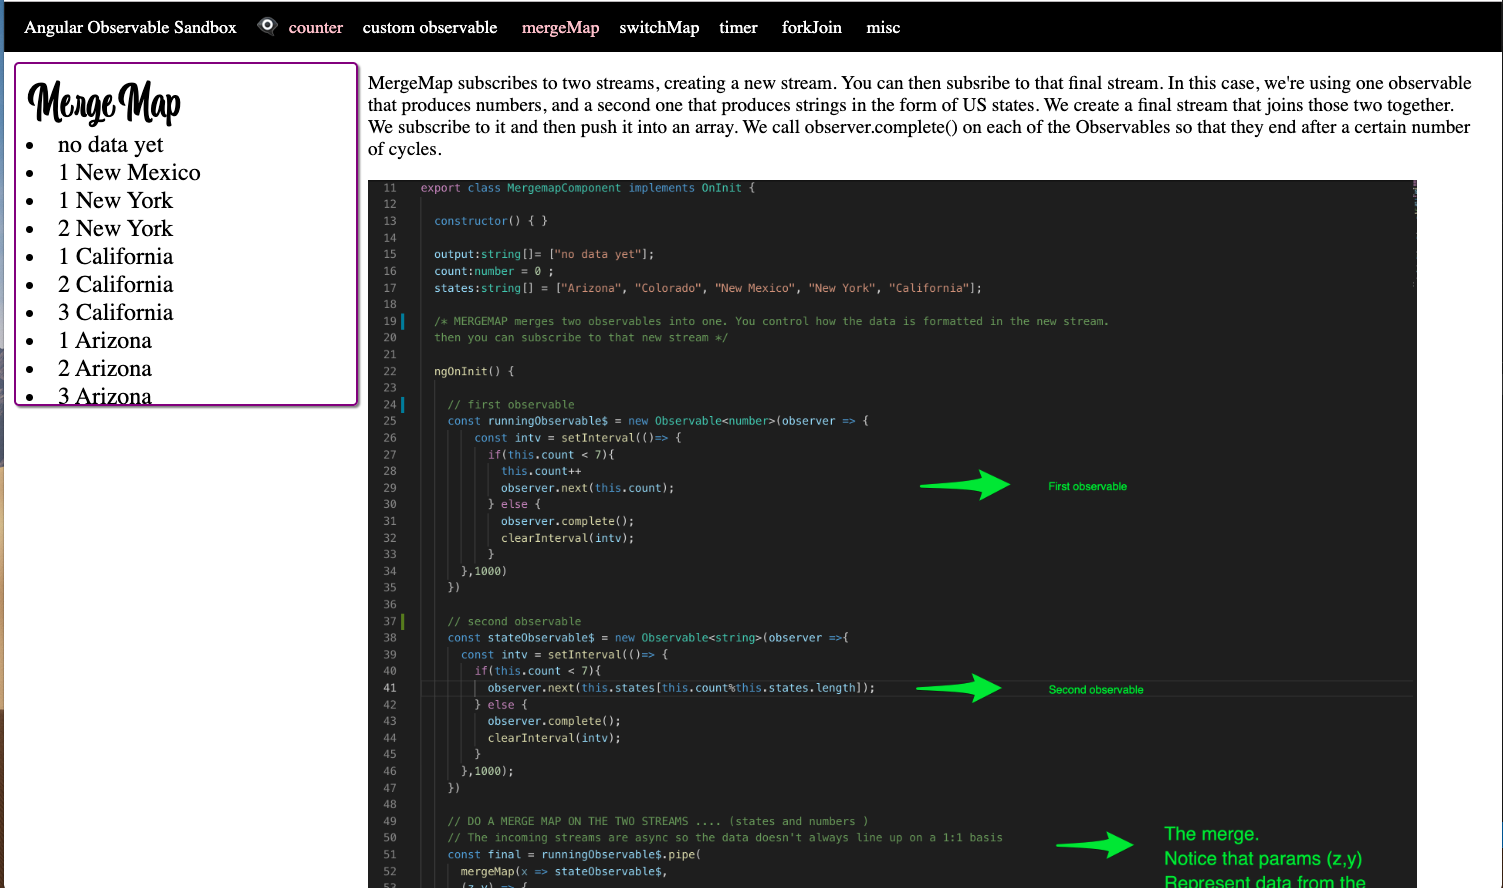 Angular Observable Sandbox counter custom observable mergeMap switchMap timer forkJoin misc
Merge Map
• no data yet
• 1 New Mexico
• 1 New York
• 2 New York
• 1 California
• 2 California
• 3 California
• 1 Arizona
• 2 Arizona
• 3 Arizona
MergeMap subscribes to two streams, creating a new stream. You can then subsribe to that final stream. In this case, we're using one observable
that produces numbers, and a second one that produces strings in the form of US states. We create a final stream that joins those two together.
We subscribe to it and then push it into an array. We call observer.complete() on each of the Observables so that they end after a certain number
of cycles.
11 export class MergemapComponent implements OnInit {
12
13 constructor() { }
14
15 output:string[]= ["no data yet"];
16 count:number = 0 ;
17 states:string[] = ["Arizona", "Colorado", "New Mexico", "New York", "California"];
18
19 /* MERGEMAP merges two observables into one. You control how the data is formatted in the new stream.
20 then you can subscribe to that new stream */
21
22 ngOnInit() {
23
24 // first observable
25 const runningObservable$ = new Observable<number>(observer => {
26 const intv = setInterval(()=> {
27 if(this.count < 7){
28 this.count++
29 observer.next(this.count);
First observable
30 } else {
31 observer.complete();
32 clearInterval(intv);
33 }
34 },1000)
35 })
36
37 // second observable
38 const stateObservable$ = new Observable<string>(observer =>{
39 const intv = setInterval(()=> {
40 if(this.count < 7){
41 observer.next(this.states[this.count%this.states.length]);
Second observable
42 } else {
43 observer.complete();
44 clearInterval(intv);
45 }
46 },1000);
47 })
48
49 // DO A MERGE MAP ON THE TWO STREAMS .... (states and numbers )
50 // The incoming streams are async so the data doesn't always line up on a 1:1 basis
51 const final = runningObservable$.pipe(
52 mergeMap(x => stateObservable$,
53 (z,y) => {
The merge.
Notice that params (z,y)
Represent data from the